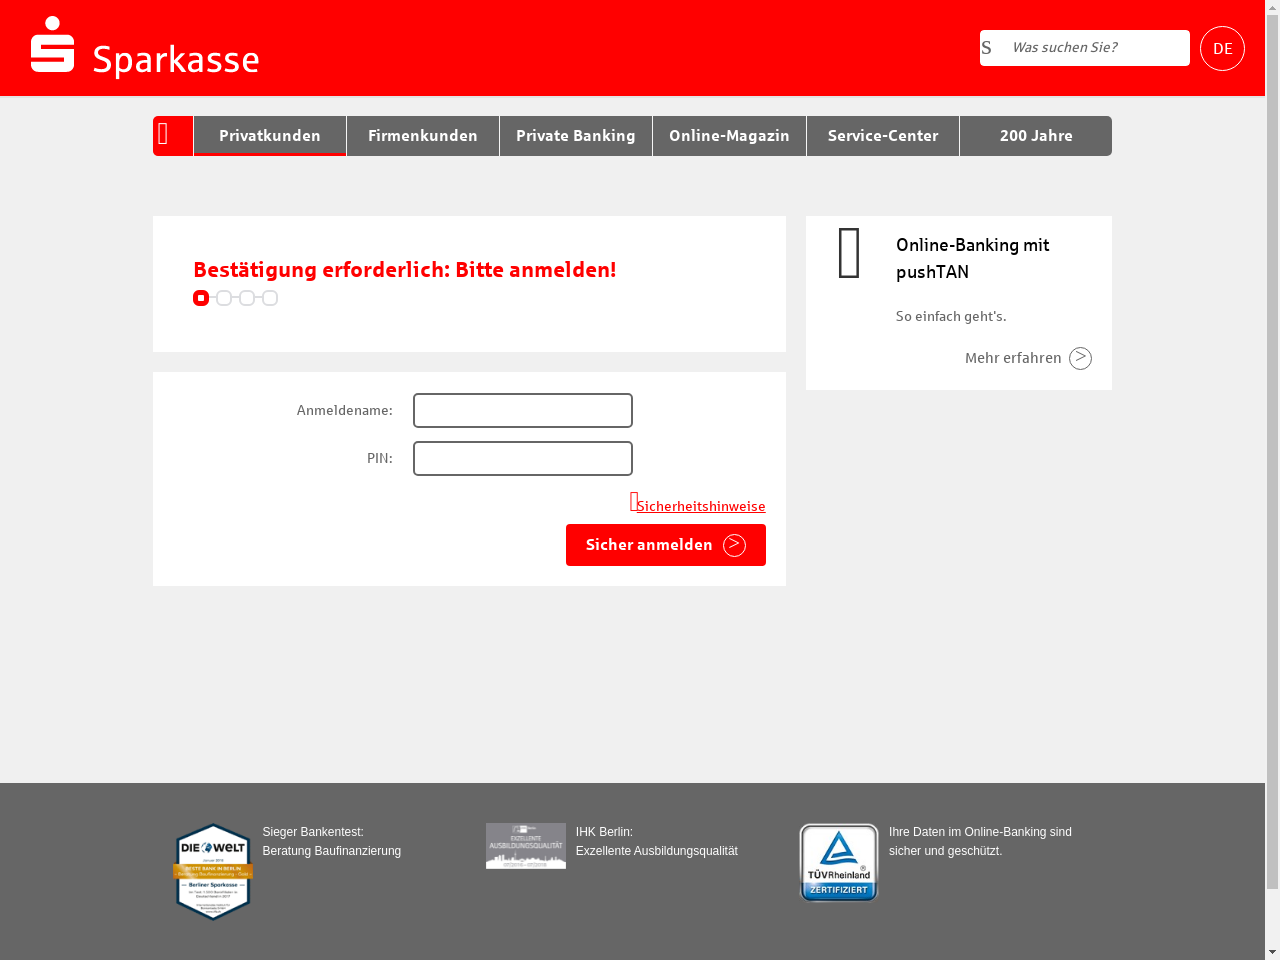 Sparkasse
S Was suchen Sie?
DE
Privatkunden
Firmenkunden
Private Banking
Online-Magazin
Service-Center
200 Jahre
Bestätigung erforderlich: Bitte anmelden!
Online-Banking mit
pushTAN
So einfach geht's.
Mehr erfahren >
Anmeldename:
PIN:
Sicherheitshinweise
Sicher anmelden >
DIE WELT
BESTE BANK IN BERLIN
Berliner Sparkasse
Sieger Bankentest:
Beratung Baufinanzierung
EXZELLENTE
AUSBILDUNGSQUALITÄT
IHK Berlin:
Exzellente Ausbildungsqualität
TÜVRheinland
ZERTIFIZIERT
Ihre Daten im Online-Banking sind
sicher und geschützt.